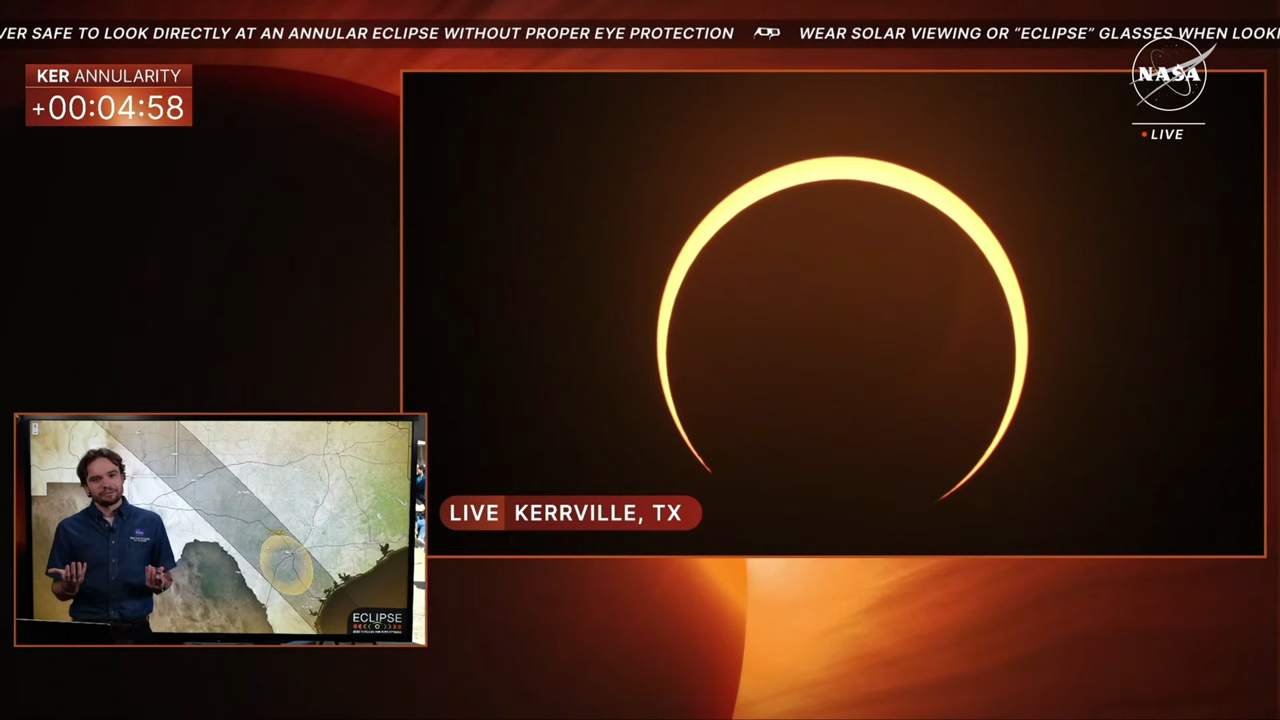 VER SAFE TO LOOK DIRECTLY AT AN ANNULAR ECLIPSE WITHOUT PROPER EYE PROTECTION WEAR SOLAR VIEWING OR “ECLIPSE” GLASSES WHEN LOOKI
KER ANNULARITY
+00:04:58
NASA
LIVE
LIVE KERRVILLE, TX
ECLIPSE